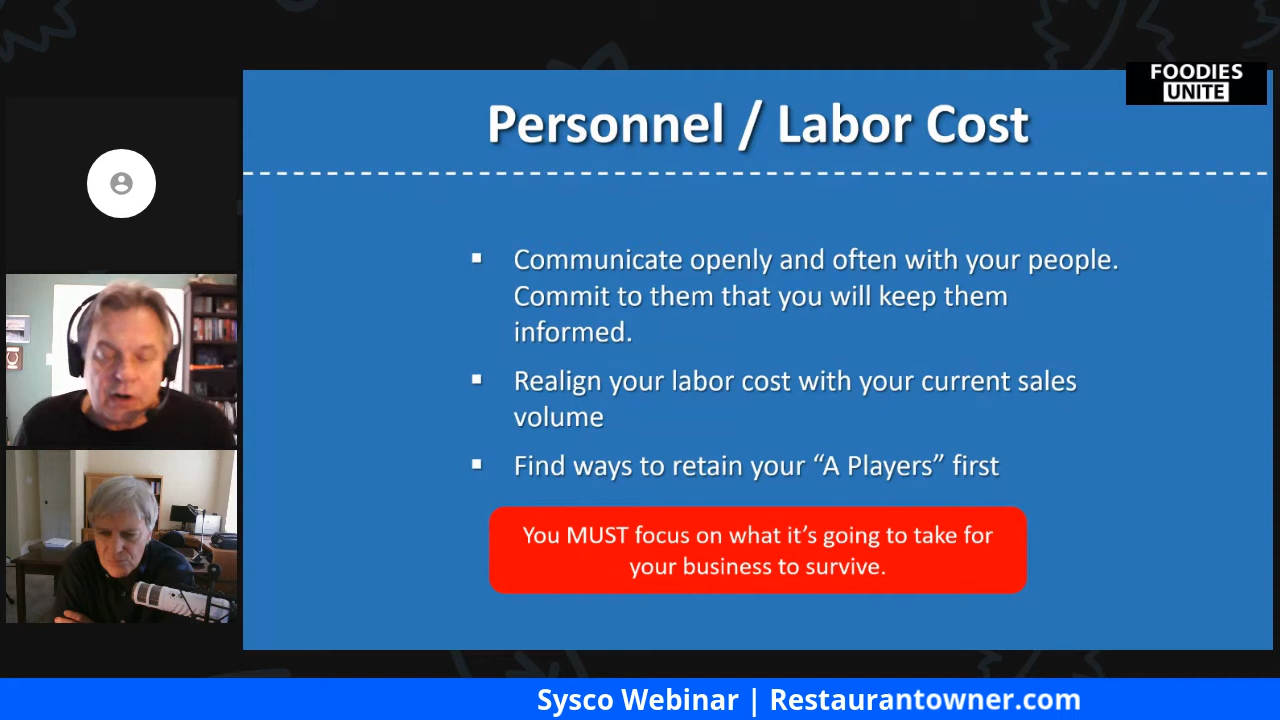 FOODIES
UNITE
Personnel / Labor Cost
▪ Communicate openly and often with your people.
Commit to them that you will keep them
informed.
▪ Realign your labor cost with your current sales
volume
▪ Find ways to retain your “A Players” first
You MUST focus on what it’s going to take for
your business to survive.
Sysco Webinar | Restaurantowner.com